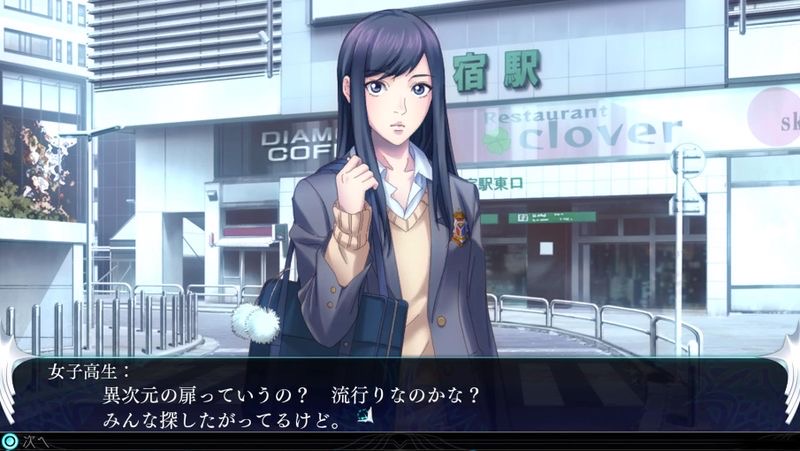 宿駅
Restaurant
clover
DIAM
COF
sk
駅東口
女子高生：
異次元の扉っていうの？　流行りなのかな？
みんな探したがってるけど。
次へ